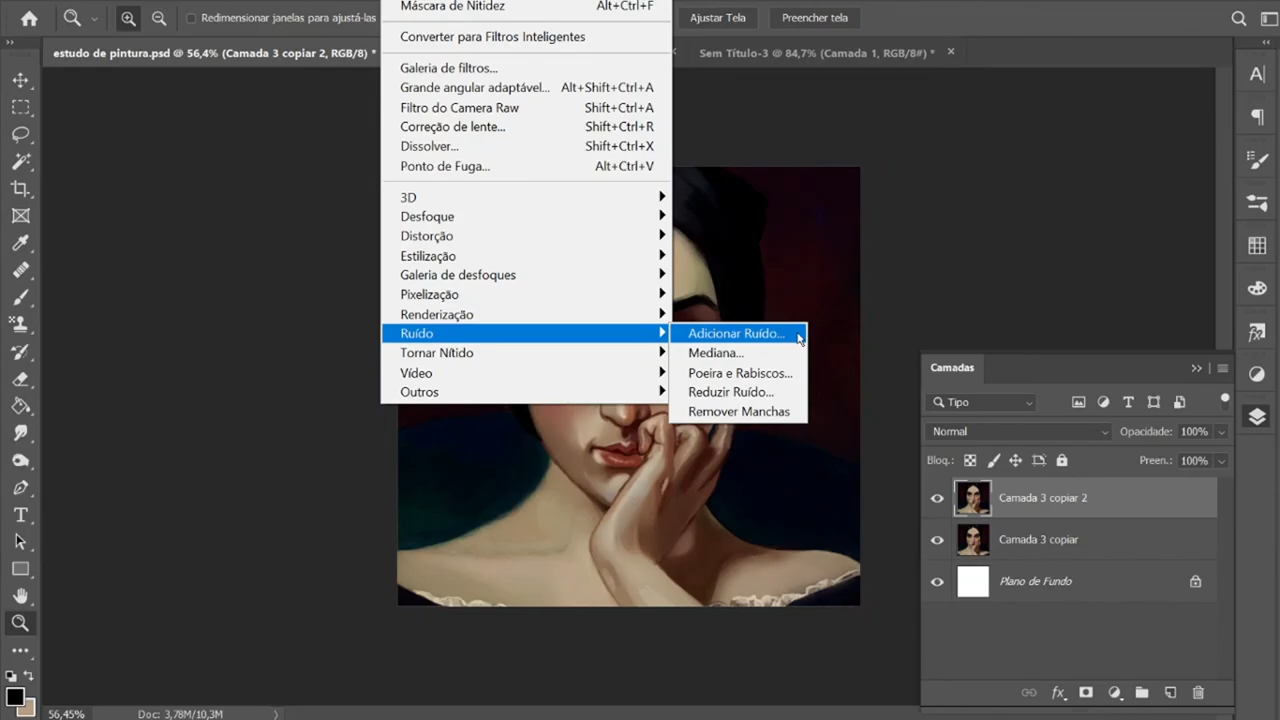 Redimensionar janelas para ajustá-las
Ajustar Tela
Preencher tela
estudo de pintura.psd @ 56,4% (Camada 3 copiar 2, RGB/8) *
Sem Título-3 @ 84,7% (Camada 1, RGB/8#) *
Máscara de Nitidez Alt+Ctrl+F
Converter para Filtros Inteligentes
Galeria de filtros...
Grande angular adaptável... Alt+Shift+Ctrl+A
Filtro do Camera Raw Shift+Ctrl+A
Correção de lente... Shift+Ctrl+R
Dissolver... Shift+Ctrl+X
Ponto de Fuga... Alt+Ctrl+V
3D
Desfoque
Distorção
Estilização
Galeria de desfoques
Pixelização
Renderização
Ruído
Tornar Nítido
Vídeo
Outros
Adicionar Ruído...
Mediana...
Poeira e Rabiscos...
Reduzir Ruído...
Remover Manchas
Camadas
Tipo
Normal Opacidade: 100%
Bloq.: Preen.: 100%
Camada 3 copiar 2
Camada 3 copiar
Plano de Fundo
fx
56,45% Doc: 3,78M/10,3M